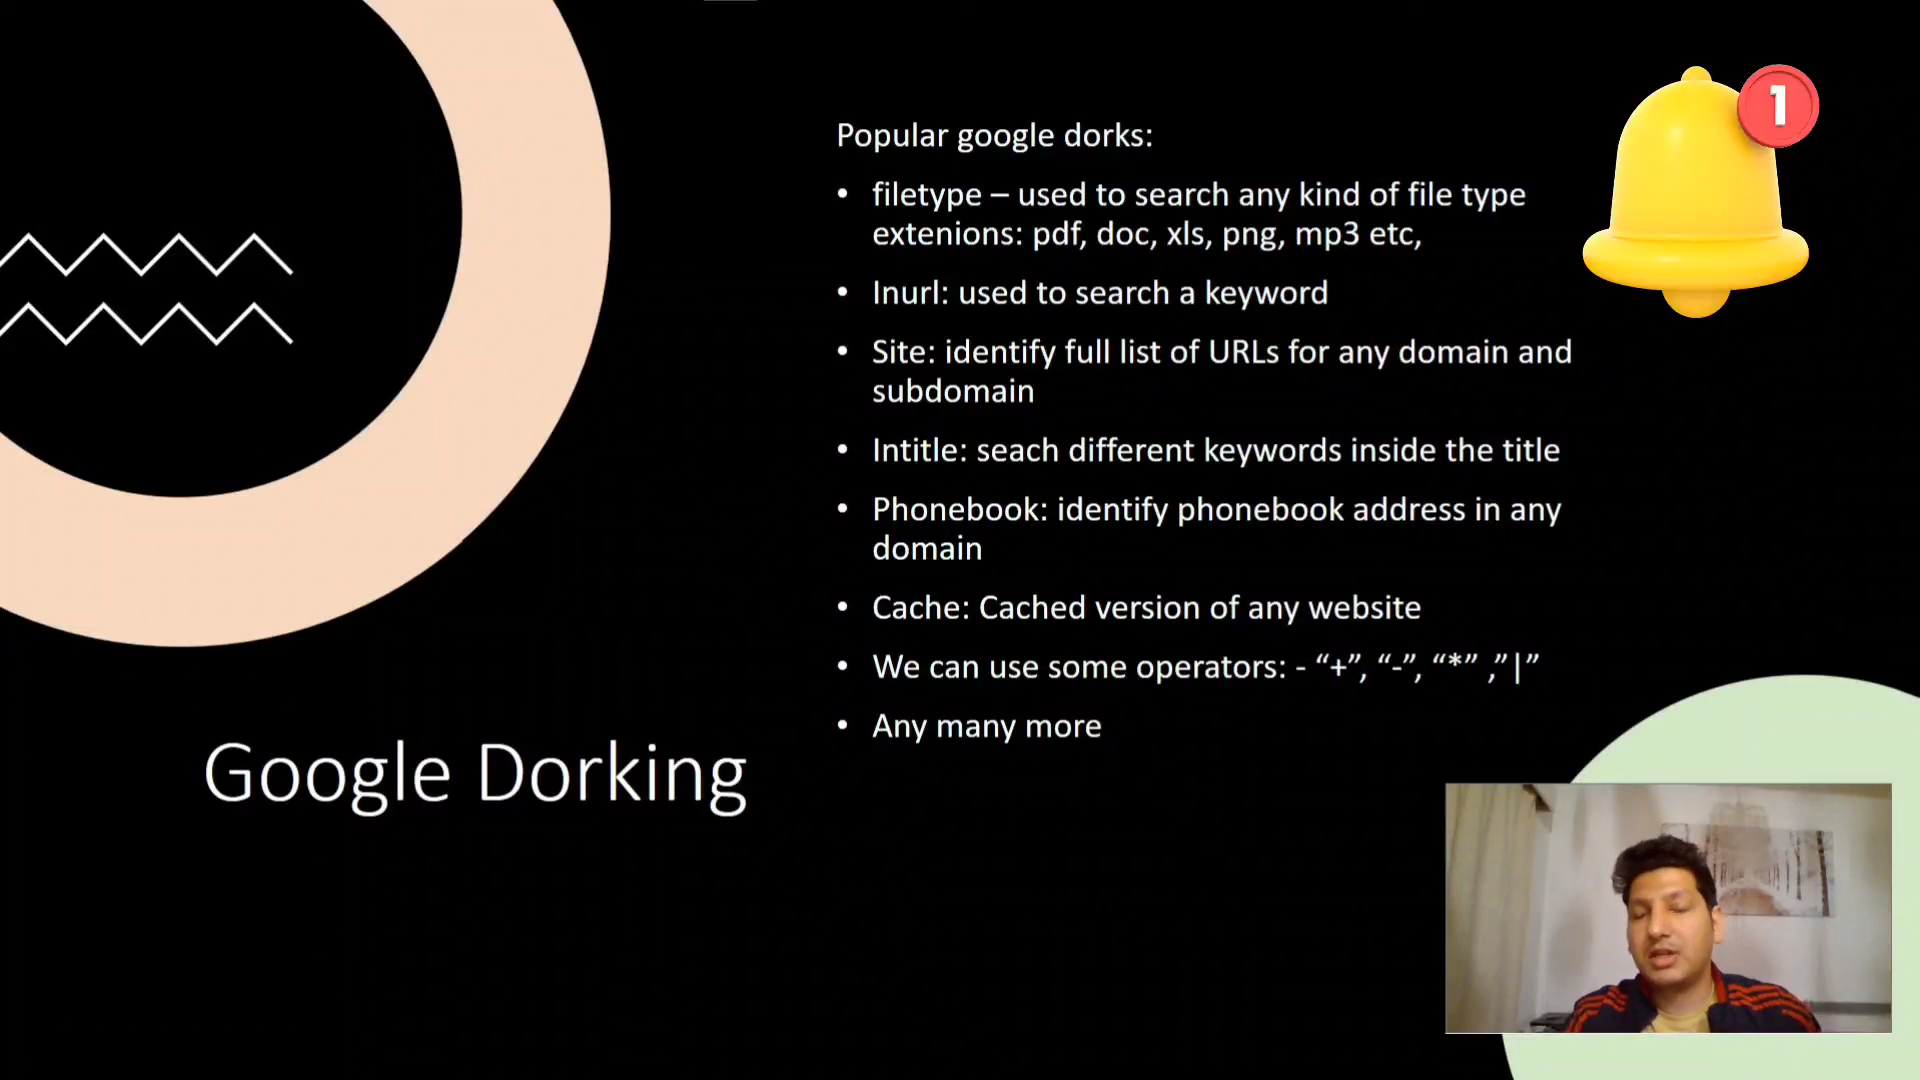 Popular google dorks:
• filetype – used to search any kind of file type
extenions: pdf, doc, xls, png, mp3 etc,
• Inurl: used to search a keyword
• Site: identify full list of URLs for any domain and
subdomain
• Intitle: seach different keywords inside the title
• Phonebook: identify phonebook address in any
domain
• Cache: Cached version of any website
• We can use some operators: - “+”, “-”, “*” ,”|”
• Any many more
Google Dorking
1